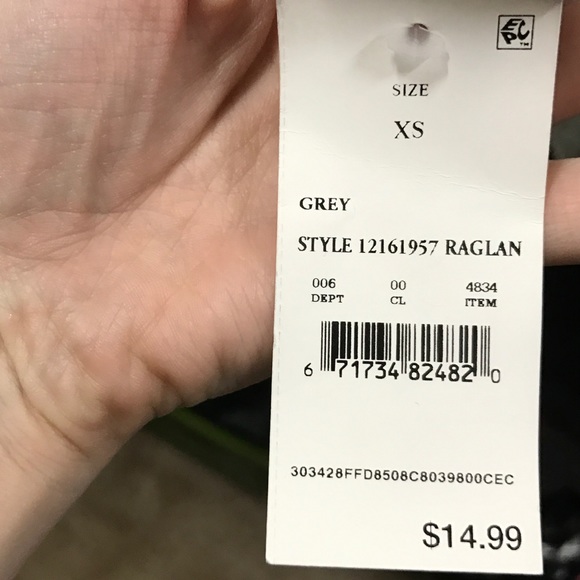 EPC™
SIZE
XS
GREY
STYLE 12161957 RAGLAN
006 00 4834
DEPT CL ITEM
6 71734 82482 0
303428FFD8508C8039800CEC
$14.99